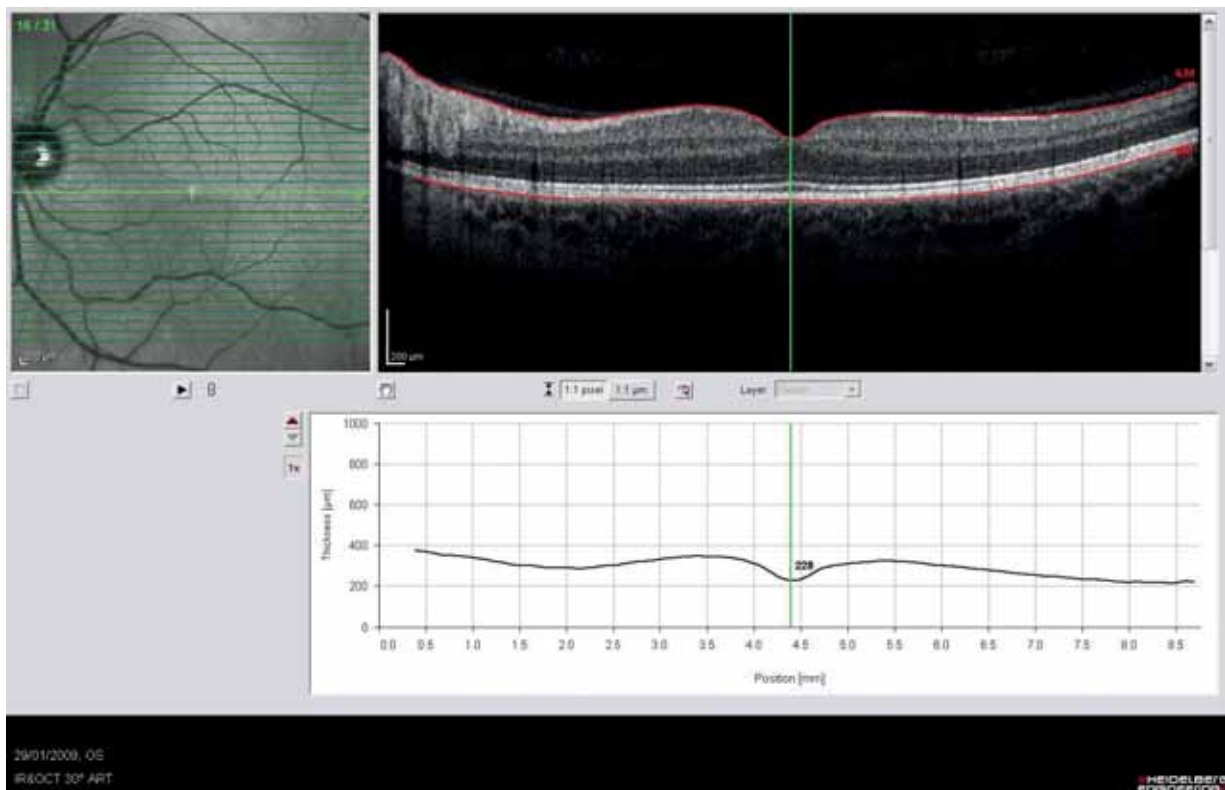 16 / 31
ILM
200 µm
1:1 pixel
1:1 µm
Layer:
1x
1000
800
600
400
200
0
Thickness [µm]
229
0.0 0.5 1.0 1.5 2.0 2.5 3.0 3.5 4.0 4.5 5.0 5.5 6.0 6.5 7.0 7.5 8.0 8.5
Position [mm]
29/01/2009, OS
IR&OCT 30° ART
HEIDELBERG
ENGINEERING